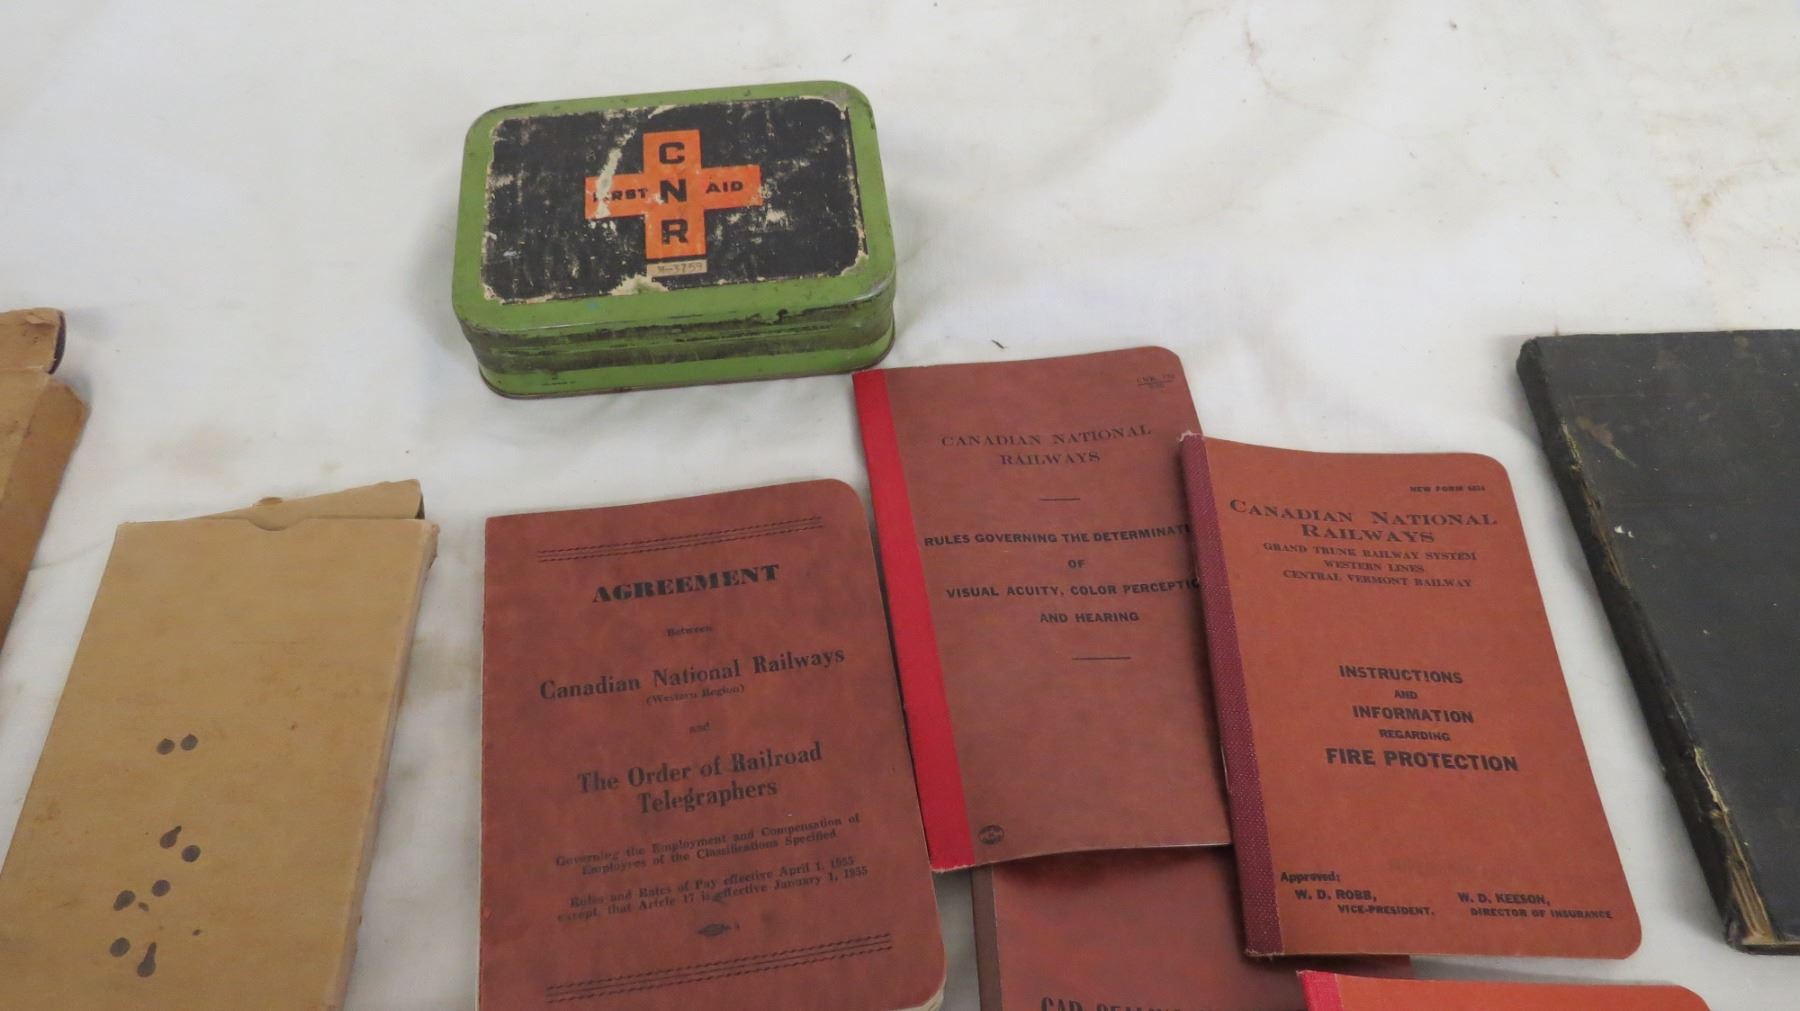 C
FIRST N AID
R
M-3759
AGREEMENT
Between
Canadian National Railways
(Western Region)
and
The Order of Railroad
Telegraphers
Governing the Employment and Compensation of
Employees of the Classifications Specified
Rules and Rates of Pay effective April 1, 1955
except, that Article 17 is effective January 1, 1955
CANADIAN NATIONAL
RAILWAYS
RULES GOVERNING THE DETERMINATI
OF
VISUAL ACUITY, COLOR PERCEPTIO
AND HEARING
NEW FORM
CANADIAN NATIONAL
RAILWAYS
GRAND TRUNK RAILWAY SYSTEM
WESTERN LINES
CENTRAL VERMONT RAILWAY
INSTRUCTIONS
AND
INFORMATION
REGARDING
FIRE PROTECTION
Approved:
W. D. ROBB,
VICE-PRESIDENT.
W. D. KEESON,
DIRECTOR OF INSURANCE
CAR